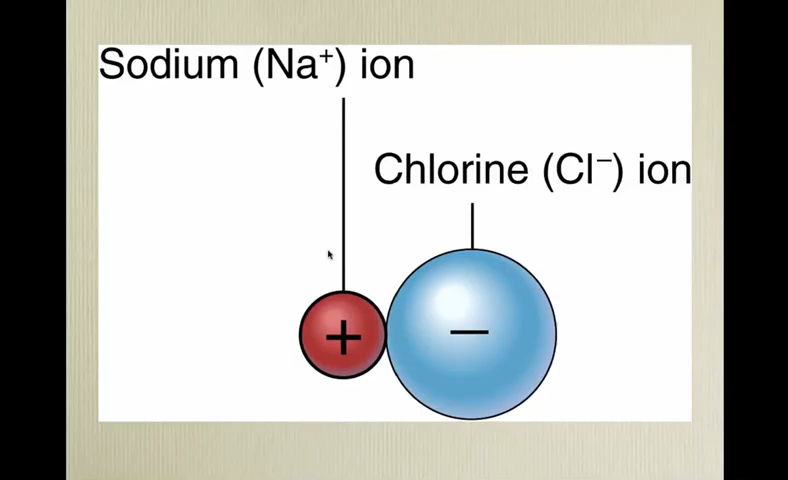 Sodium (Na⁺) ion
Chlorine (Cl⁻) ion
+
−